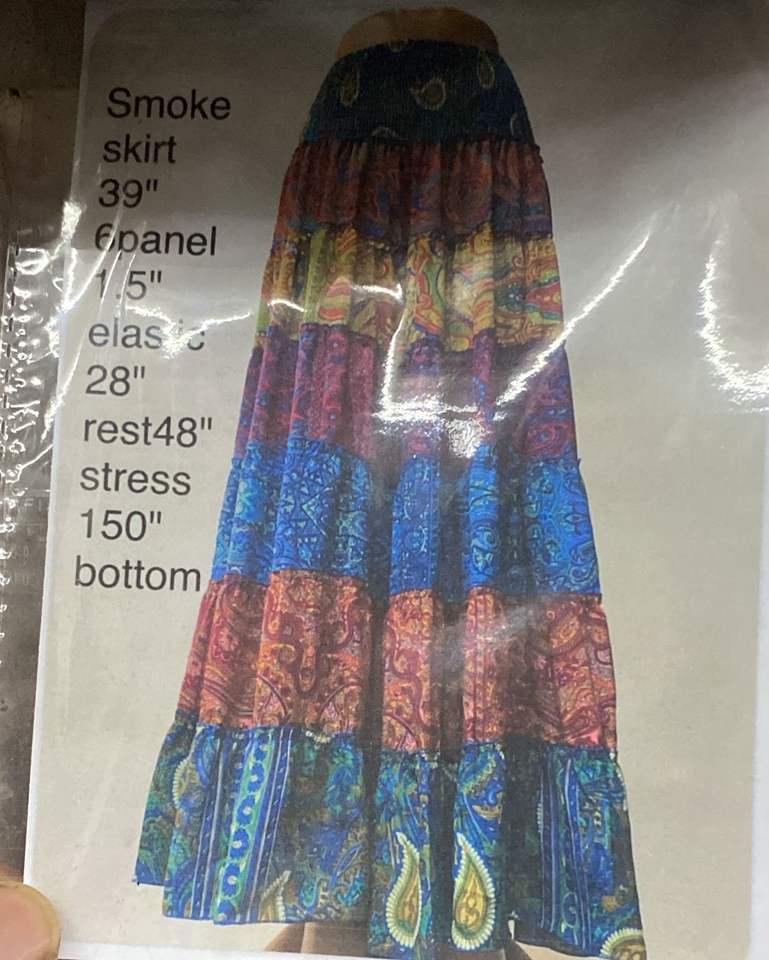 Smoke
skirt
39"
6panel
1.5"
elastic
28"
rest48"
stress
150"
bottom